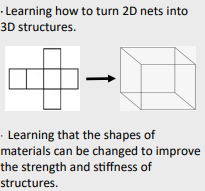 · Learning how to turn 2D nets into
3D structures.
· Learning that the shapes of
materials can be changed to improve
the strength and stiffness of
structures.